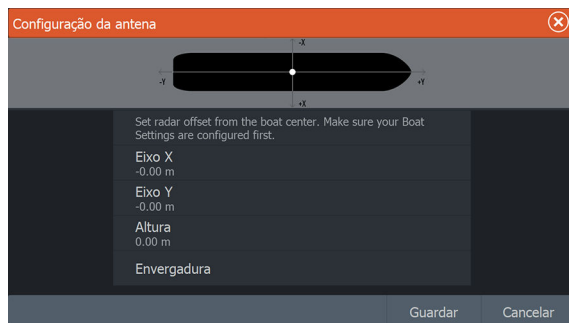 Configuração da antena
-X
-Y
+Y
+X
Set radar offset from the boat center. Make sure your Boat
Settings are configured first.
Eixo X
-0.00 m
Eixo Y
-0.00 m
Altura
0.00 m
Envergadura
Guardar Cancelar